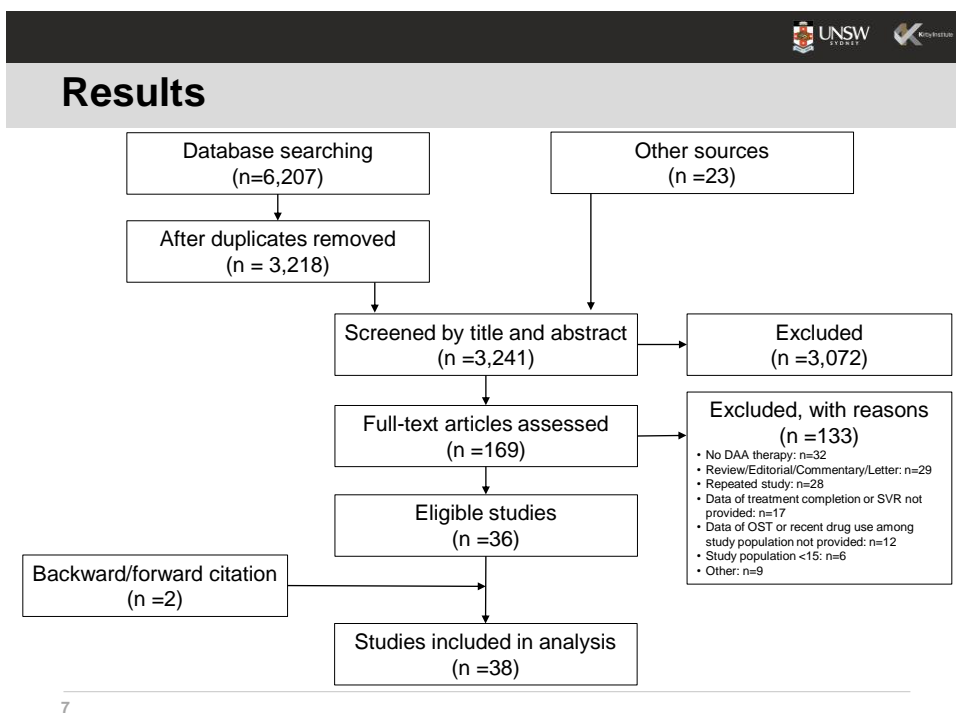 UNSW
SYDNEY
Kirby Institute
Results
Database searching
(n=6,207)
Other sources
(n =23)
After duplicates removed
(n = 3,218)
Screened by title and abstract
(n =3,241)
Excluded
(n =3,072)
Full-text articles assessed
(n =169)
Excluded, with reasons
(n =133)
• No DAA therapy: n=32
• Review/Editorial/Commentary/Letter: n=29
• Repeated study: n=28
• Data of treatment completion or SVR not
provided: n=17
• Data of OST or recent drug use among
study population not provided: n=12
• Study population <15: n=6
• Other: n=9
Eligible studies
(n =36)
Backward/forward citation
(n =2)
Studies included in analysis
(n =38)
7